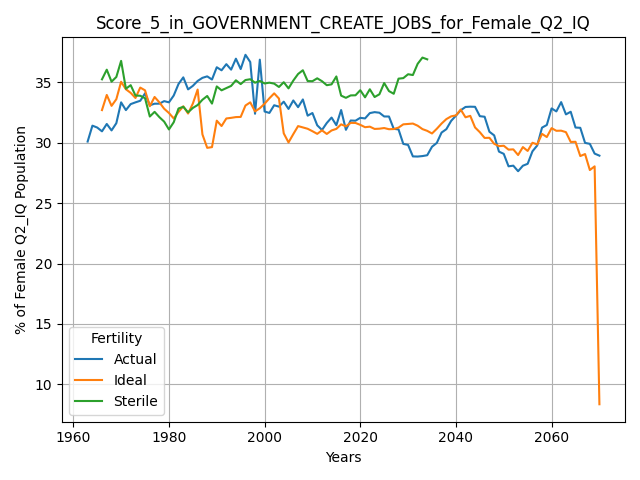 Score_5_in_GOVERNMENT_CREATE_JOBS_for_Female_Q2_IQ
% of Female Q2_IQ Population
35
30
25
20
15
10
Fertility
Actual
Ideal
Sterile
1960 1980 2000 2020 2040 2060
Years